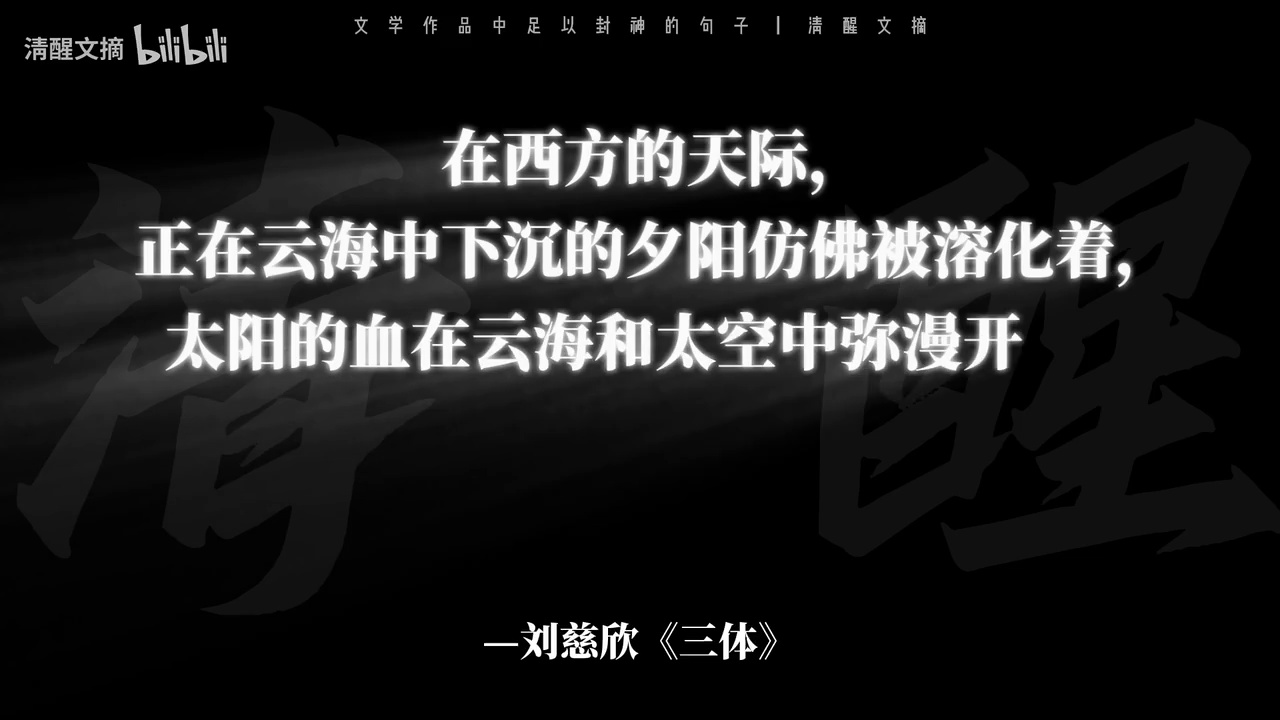 文学作品中足以封神的句子 | 清醒文摘
清醒文摘 bilibili
清醒
在西方的天际,
正在云海中下沉的夕阳仿佛被溶化着,
太阳的血在云海和太空中弥漫开
—刘慈欣《三体》